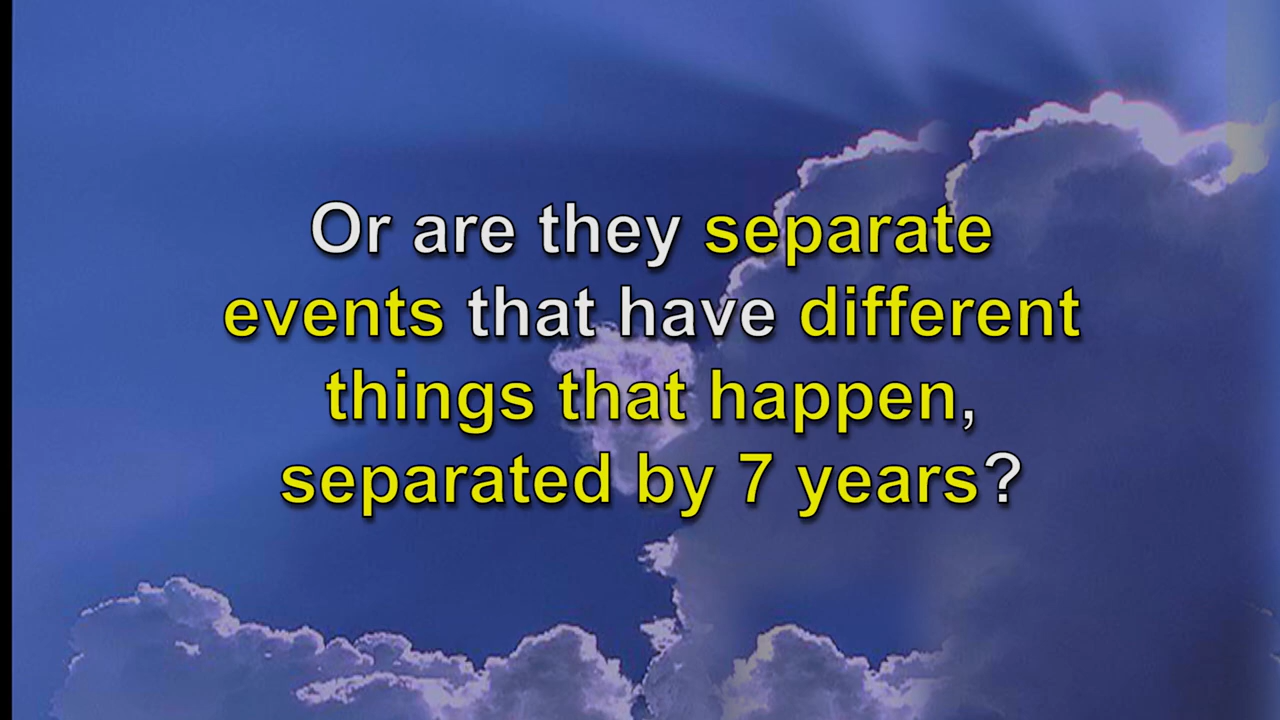 Or are they separate
events that have different
things that happen,
separated by 7 years?